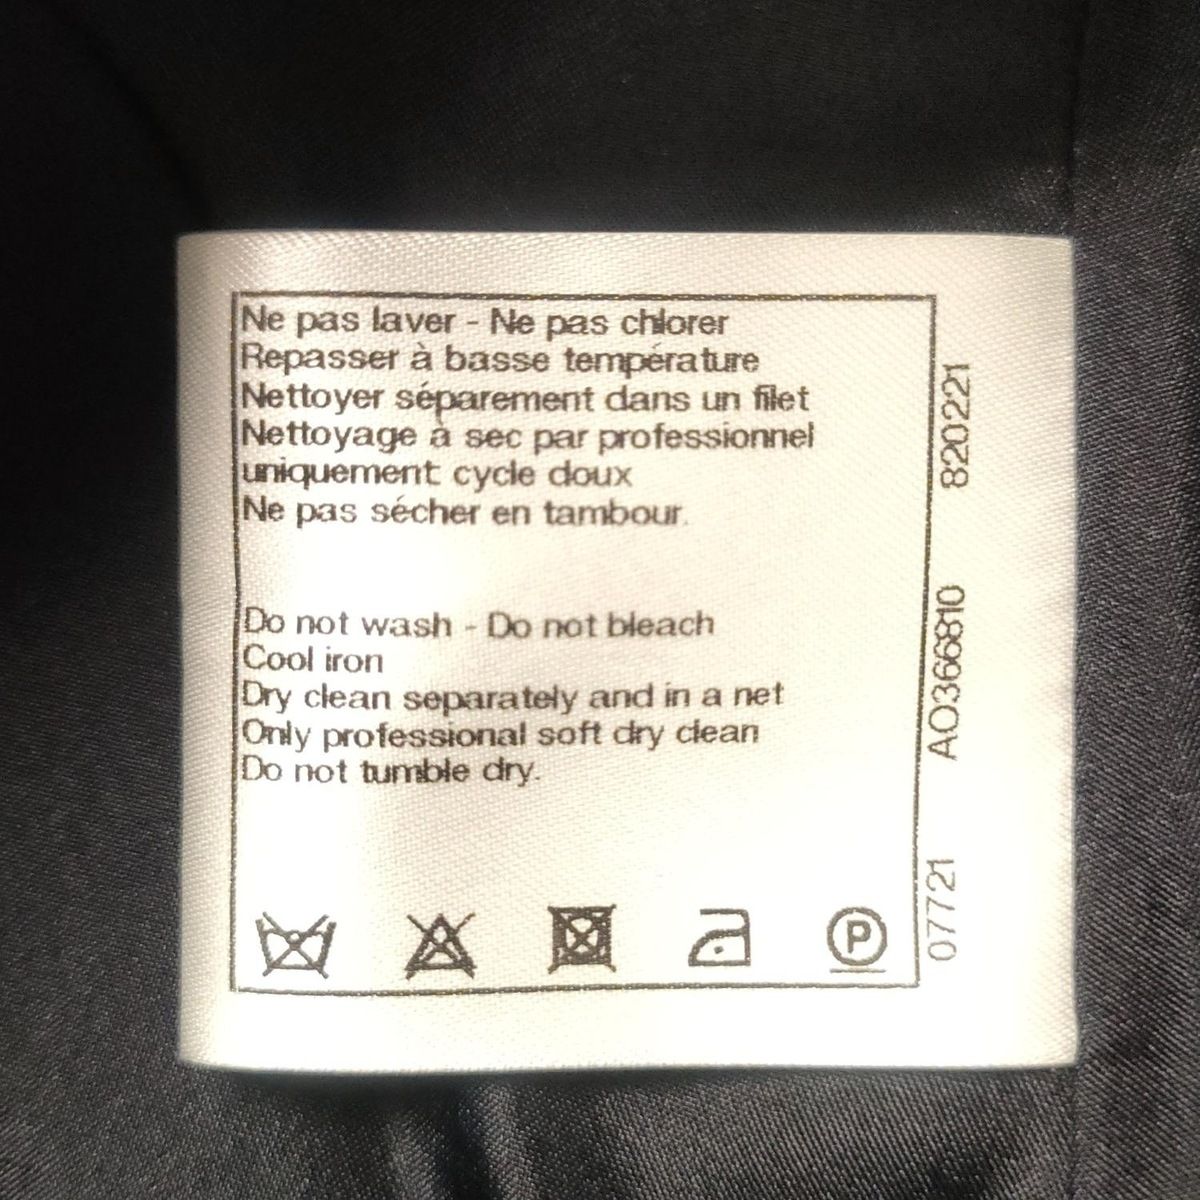 Ne pas laver - Ne pas chlorer
Repasser à basse température
Nettoyer séparement dans un filet
Nettoyage à sec par professionnel
uniquement cycle doux
Ne pas sécher en tambour.
Do not wash - Do not bleach
Cool iron
Dry clean separately and in a net
Only professional soft dry clean
Do not tumble dry.
P
07721 AO366810 820221